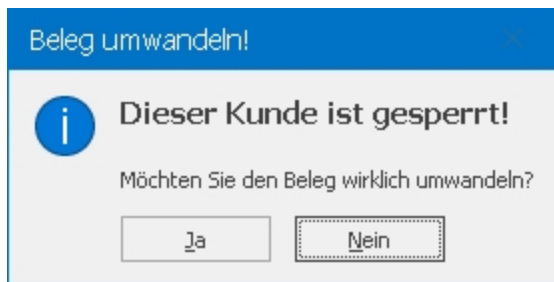 Beleg umwandeln!
Dieser Kunde ist gesperrt!
Möchten Sie den Beleg wirklich umwandeln?
Ja
Nein